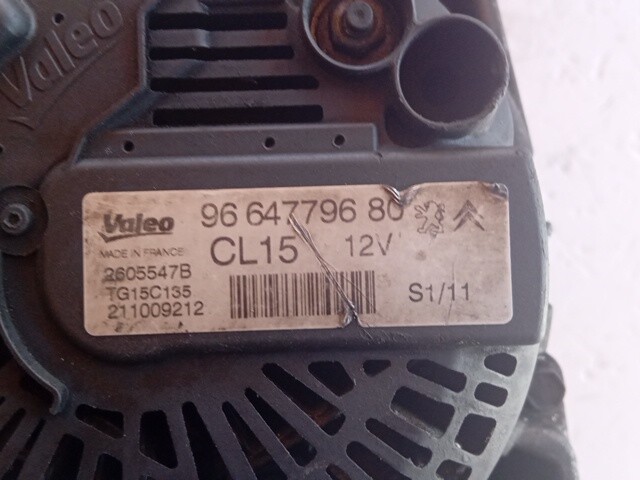 Valeo
Valeo 96 647796 80
MADE IN FRANCE CL15 12V
2605547B
TG15C135 S1/11
211009212